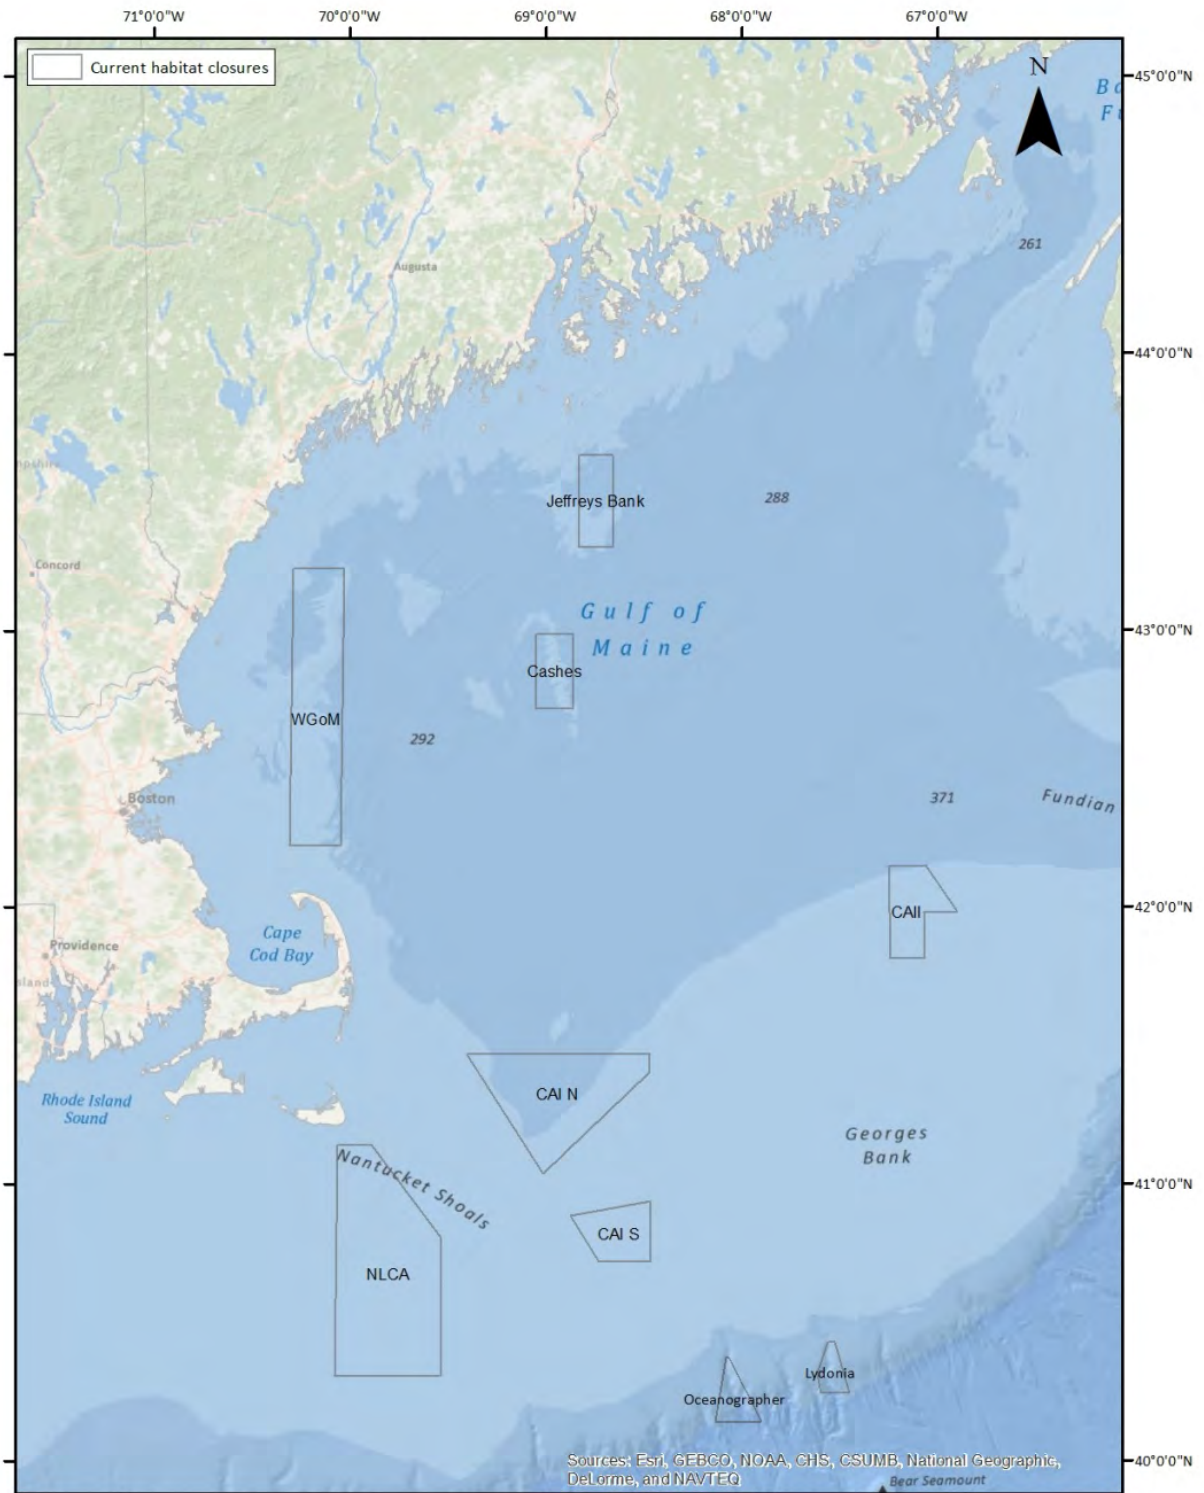 71°0'0"W 70°0'0"W 69°0'0"W 68°0'0"W 67°0'0"W
Current habitat closures
N
45°0'0"N
261
Augusta
44°0'0"N
Jeffreys Bank
288
Concord
Gulf of
Maine
43°0'0"N
Cashes
WGoM
292
Boston
371
Fundian
CAII
42°0'0"N
Cape
Cod Bay
Providence
CAI N
Rhode Island
Sound
Georges
Bank
Nantucket Shoals
41°0'0"N
CAI S
NLCA
Lydonia
Oceanographer
Sources: Esri, GEBCO, NOAA, CHS, CSUMB, National Geographic,
DeLorme, and NAVTEQ
40°0'0"N
Bear Seamount